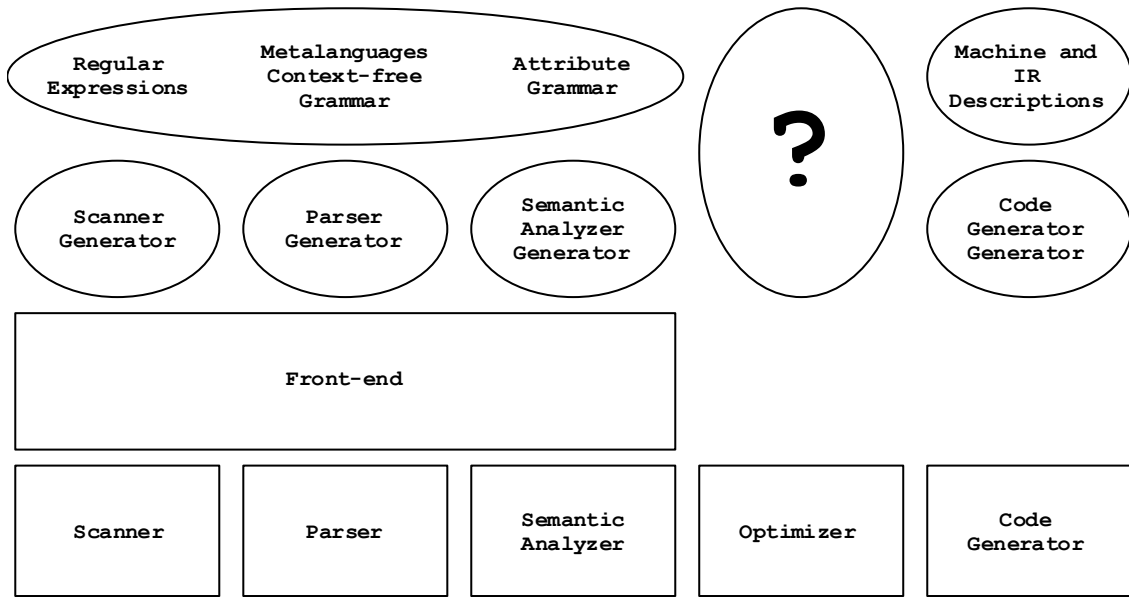 Regular
Expressions
Metalanguages
Context-free
Grammar
Attribute
Grammar
?
Machine and
IR
Descriptions
Scanner
Generator
Parser
Generator
Semantic
Analyzer
Generator
Code
Generator
Generator
Front-end
Scanner
Parser
Semantic
Analyzer
Optimizer
Code
Generator